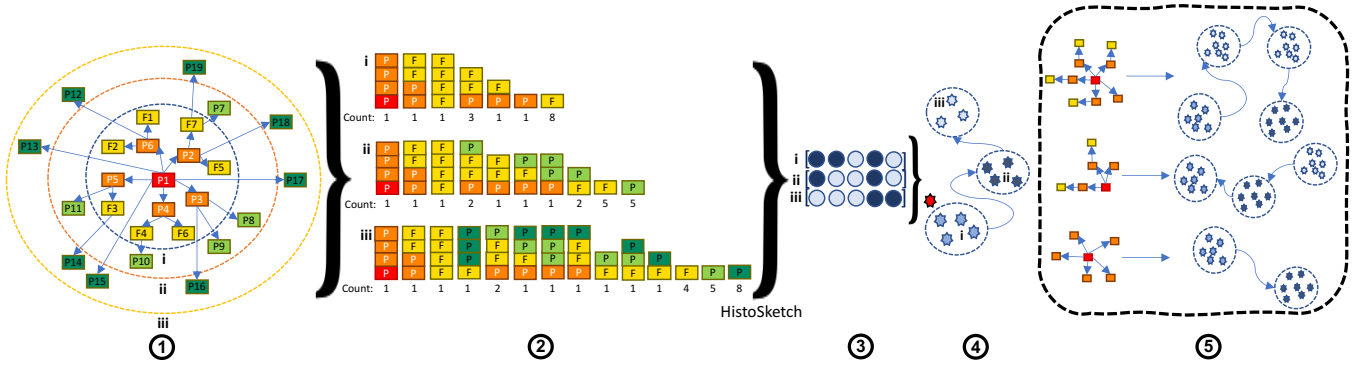 P19
P12
P7
F1
F7
P18
P13
F2
P6
P2
F5
P5
P1
P17
P11
F3
P3
P4
P8
F4
F6
P9
P10
P14
P15
P16
i
ii
iii
1
i
P F F
P F F F
P P F F F
P P F P P P F
Count: 1 1 1 3 1 1 8
ii
P F F P
P F F F F P P
P P F F F F P P
P P F P P P P F F P
Count: 1 1 1 2 1 1 1 2 5 5
iii
P F F P P P P P
P F F P F P P F P
P P F P F F P F P P P
P P F F P P P P F F F F P P
Count: 1 1 1 1 2 1 1 1 1 1 1 4 5 8
2
HistoSketch
i
ii
iii
3
iii
ii
i
4
5